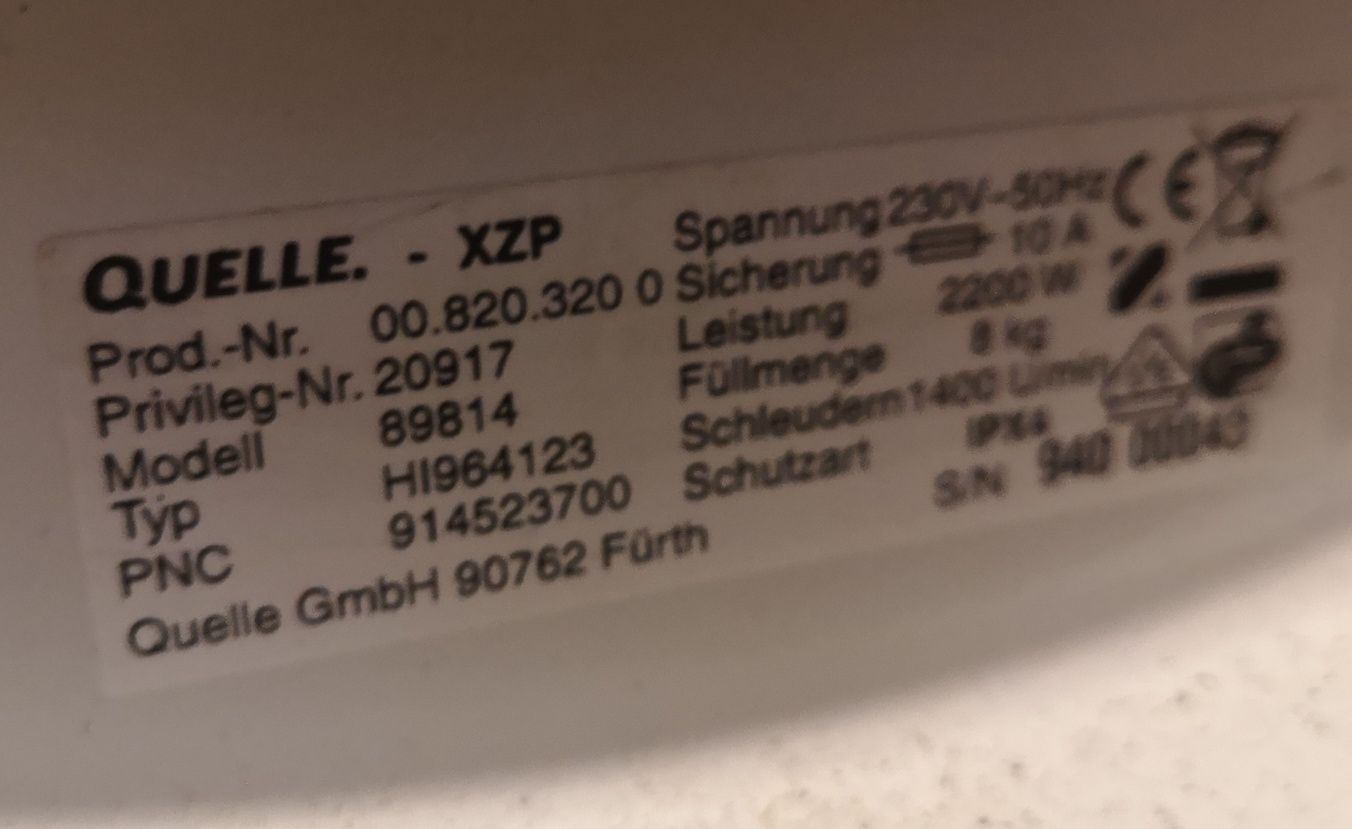 QUELLE. - XZP
Prod.-Nr. 00.820.320 0
Privileg-Nr. 20917
Modell 89814
Typ HI964123
PNC 914523700
Quelle GmbH 90762 Fürth
Spannung 230V~50Hz
Sicherung 10 A
Leistung 2200 W
Füllmenge 8 kg
Schleudern 1400 U/min
Schutzart IPX4
S/N 940 00043
CE